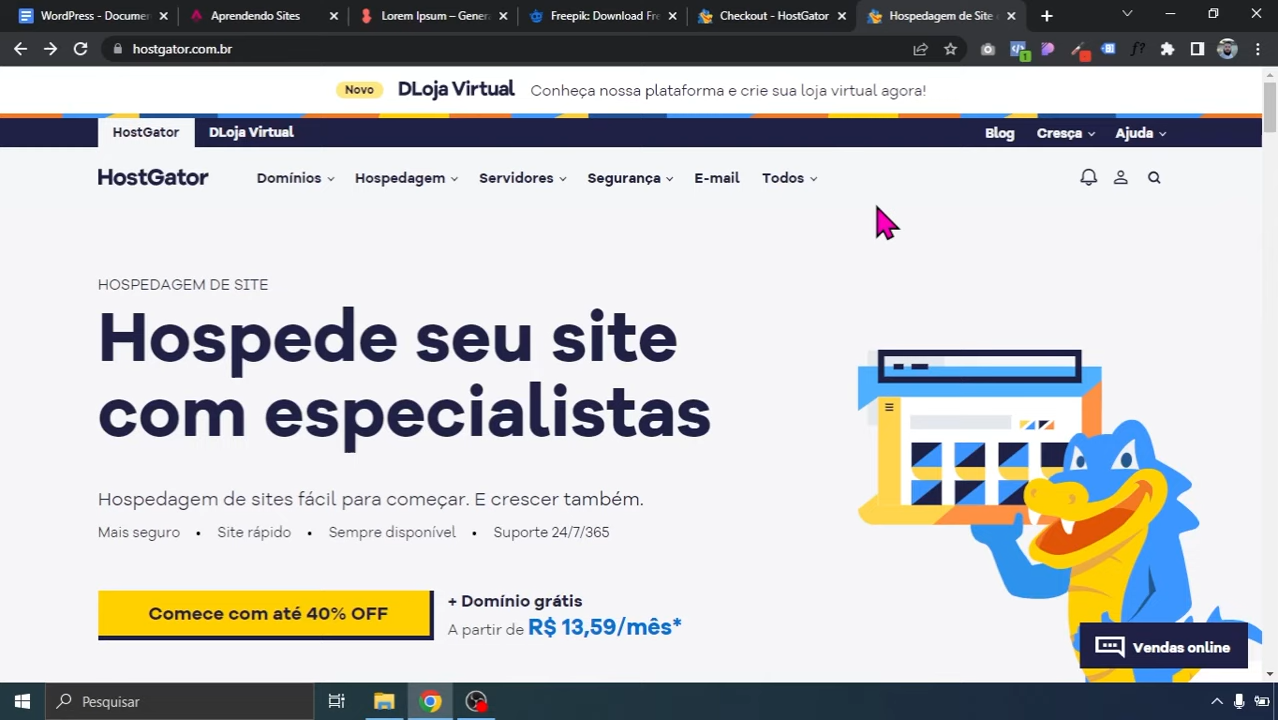 WordPress - Documen
Aprendendo Sites
Lorem Ipsum – Genera
Freepik: Download Fre
Checkout - HostGator
Hospedagem de Site
hostgator.com.br
1
f?
Novo
DLoja Virtual
Conheça nossa plataforma e crie sua loja virtual agora!
HostGator
DLoja Virtual
Blog
Cresça
Ajuda
HostGator
Domínios
Hospedagem
Servidores
Segurança
E-mail
Todos
HOSPEDAGEM DE SITE
Hospede seu site
com especialistas
Hospedagem de sites fácil para começar. E crescer também.
Mais seguro • Site rápido • Sempre disponível • Suporte 24/7/365
Comece com até 40% OFF
+ Domínio grátis
A partir de R$ 13,59/mês*
Vendas online
Pesquisar